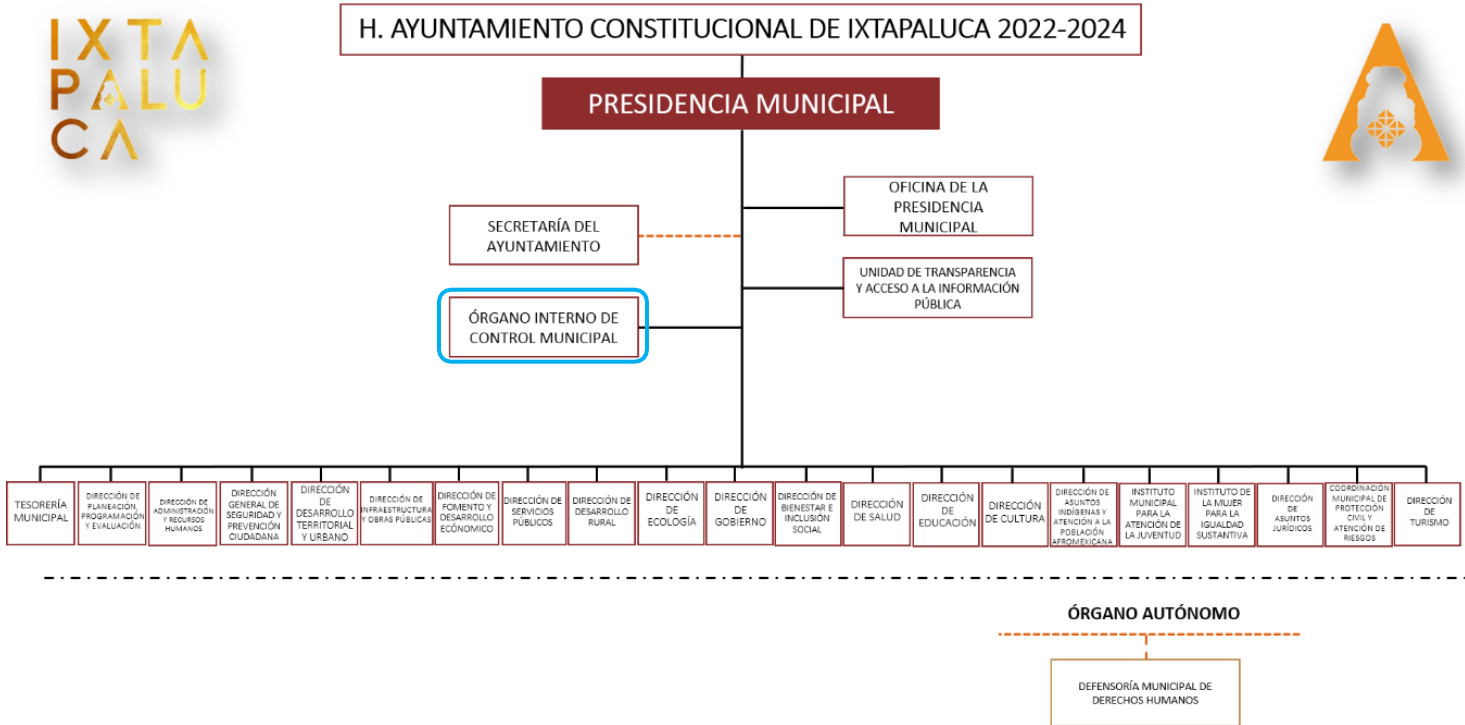 IXTA
PALU
CA
H. AYUNTAMIENTO CONSTITUCIONAL DE IXTAPALUCA 2022-2024
PRESIDENCIA MUNICIPAL
OFICINA DE LA
PRESIDENCIA
MUNICIPAL
SECRETARÍA DEL
AYUNTAMIENTO
UNIDAD DE TRANSPARENCIA
Y ACCESO A LA INFORMACIÓN
PÚBLICA
ÓRGANO INTERNO DE
CONTROL MUNICIPAL
TESORERÍA
MUNICIPAL
DIRECCIÓN DE
PLANEACIÓN,
PROGRAMACIÓN
Y EVALUACIÓN
DIRECCIÓN DE
ADMINISTRACIÓN
Y RECURSOS
HUMANOS
DIRECCIÓN
GENERAL DE
SEGURIDAD Y
PREVENCIÓN
CIUDADANA
DIRECCIÓN
DE
DESARROLLO
TERRITORIAL
Y URBANO
DIRECCIÓN DE
INFRAESTRUCTURA
Y OBRAS PÚBLICAS
DIRECCIÓN DE
FOMENTO Y
DESARROLLO
ECÓNOMICO
DIRECCIÓN DE
SERVICIOS
PÚBLICOS
DIRECCIÓN DE
DESARROLLO
RURAL
DIRECCIÓN
DE
ECOLOGÍA
DIRECCIÓN
DE
GOBIERNO
DIRECCIÓN DE
BIENESTAR E
INCLUSIÓN
SOCIAL
DIRECCIÓN
DE SALUD
DIRECCIÓN
DE
EDUCACIÓN
DIRECCIÓN
DE CULTURA
DIRECCIÓN DE
ASUNTOS
INDÍGENAS Y
ATENCIÓN A LA
POBLACIÓN
AFROMEXICANA
INSTITUTO
MUNICIPAL
PARA LA
ATENCIÓN DE
LA JUVENTUD
INSTITUTO DE
LA MUJER
PARA LA
IGUALDAD
SUSTANTIVA
DIRECCIÓN
DE
ASUNTOS
JURÍDICOS
COORDINACIÓN
MUNICIPAL DE
PROTECCIÓN
CIVIL Y
ATENCIÓN DE
RIESGOS
DIRECCIÓN
DE
TURISMO
ÓRGANO AUTÓNOMO
DEFENSORÍA MUNICIPAL DE
DERECHOS HUMANOS